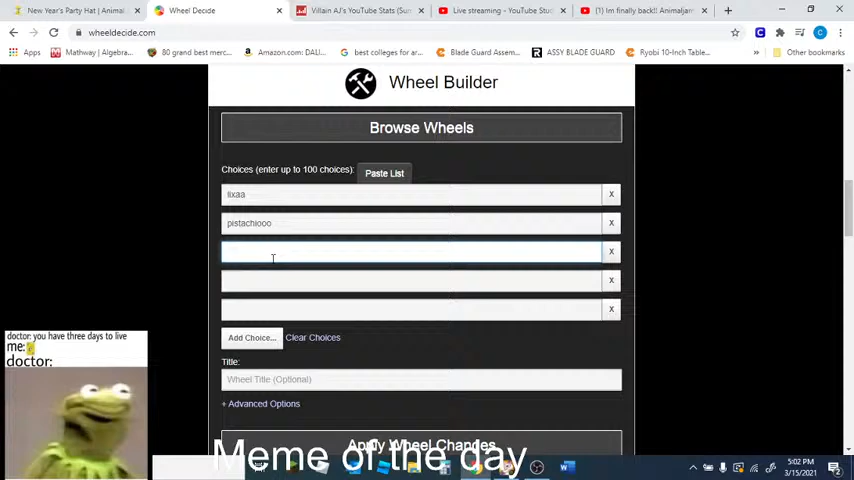 New Year's Party Hat | Animal
Wheel Decide
Villain AJ's YouTube Stats (Sum
Live streaming - YouTube Stud
(1) Im finally back!! Animaljam
wheeldecide.com
Apps
Mathway | Algebra...
80 grand best merc...
Amazon.com: DALI...
best colleges for ar...
Blade Guard Assem...
ASSY BLADE GUARD
Ryobi 10-Inch Table...
Other bookmarks
Wheel Builder
Browse Wheels
Choices (enter up to 100 choices):
Paste List
lixaa
X
pistachiooo
X
X
X
X
Add Choice...
Clear Choices
Title:
Wheel Title (Optional)
+ Advanced Options
Apply Wheel Changes
doctor: you have three days to live
me:
doctor:
Meme of the day
5:02 PM
3/15/2021